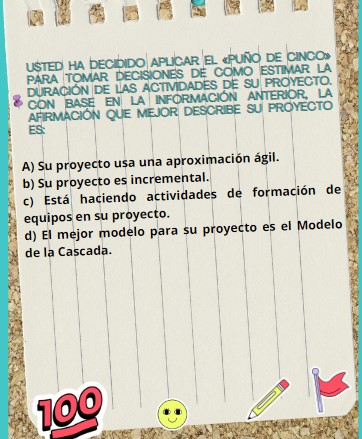 USTED HA DECIDIDO APLICAR EL «PUÑO DE CINCO»
PARA TOMAR DECISIONES DE COMO ESTIMAR LA
DURACIÓN DE LAS ACTIVIDADES DE SU PROYECTO.
CON BASE EN LA INFORMACIÓN ANTERIOR, LA
AFIRMACIÓN QUE MEJOR DESCRIBE SU PROYECTO
ES:
A) Su proyecto usa una aproximación ágil.
b) Su proyecto es incremental.
c) Está haciendo actividades de formación de
equipos en su proyecto.
d) El mejor modelo para su proyecto es el Modelo
de la Cascada.
100